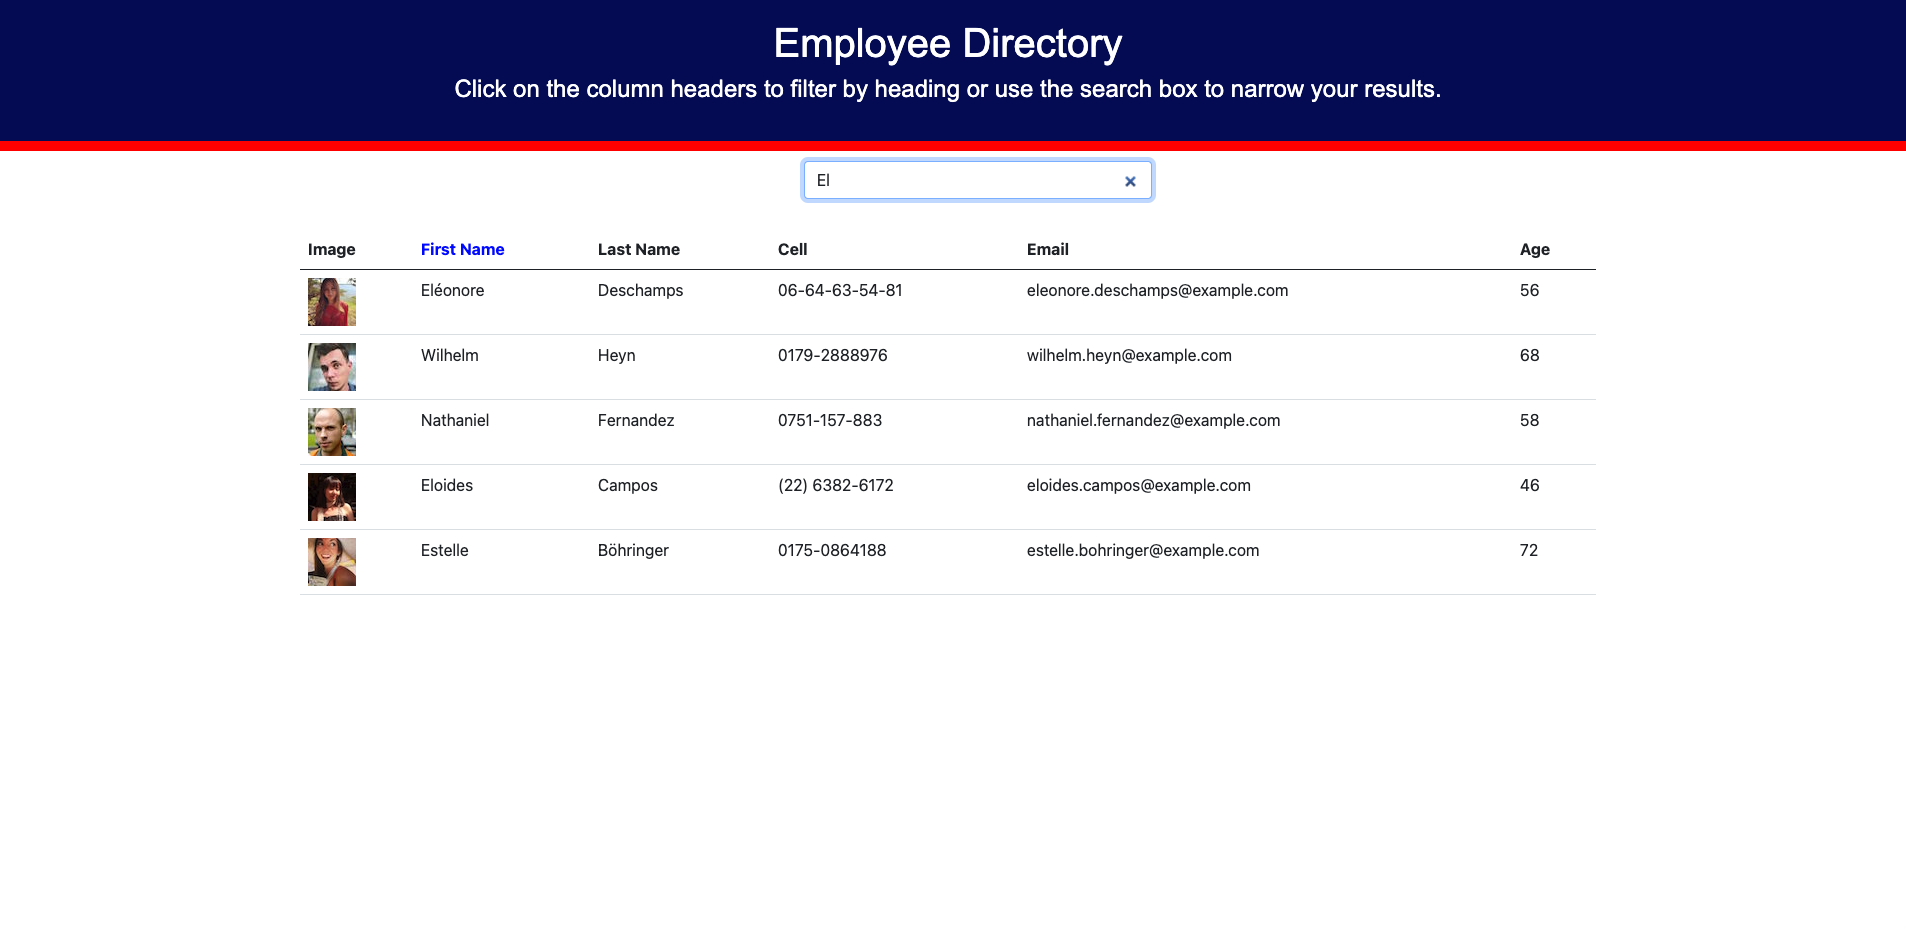 Employee Directory
Click on the column headers to filter by heading or use the search box to narrow your results.
El
Image First Name Last Name Cell Email Age
Eléonore Deschamps 06-64-63-54-81 eleonore.deschamps@example.com 56
Wilhelm Heyn 0179-2888976 wilhelm.heyn@example.com 68
Nathaniel Fernandez 0751-157-883 nathaniel.fernandez@example.com 58
Eloides Campos (22) 6382-6172 eloides.campos@example.com 46
Estelle Böhringer 0175-0864188 estelle.bohringer@example.com 72